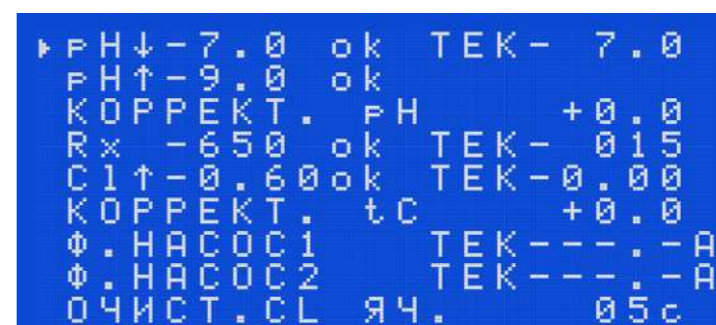 ▸pH↓-7.0 ok ТЕК- 7.0
pH↑-9.0 ok
КОРРЕКТ. pH +0.0
Rx -650 ok ТЕК- 015
Cl↑-0.60ok ТЕК-0.00
КОРРЕКТ. tC +0.0
Ф.НАСОС1 ТЕК---.-А
Ф.НАСОС2 ТЕК---.-А
ОЧИСТ.CL ЯЧ. 05с